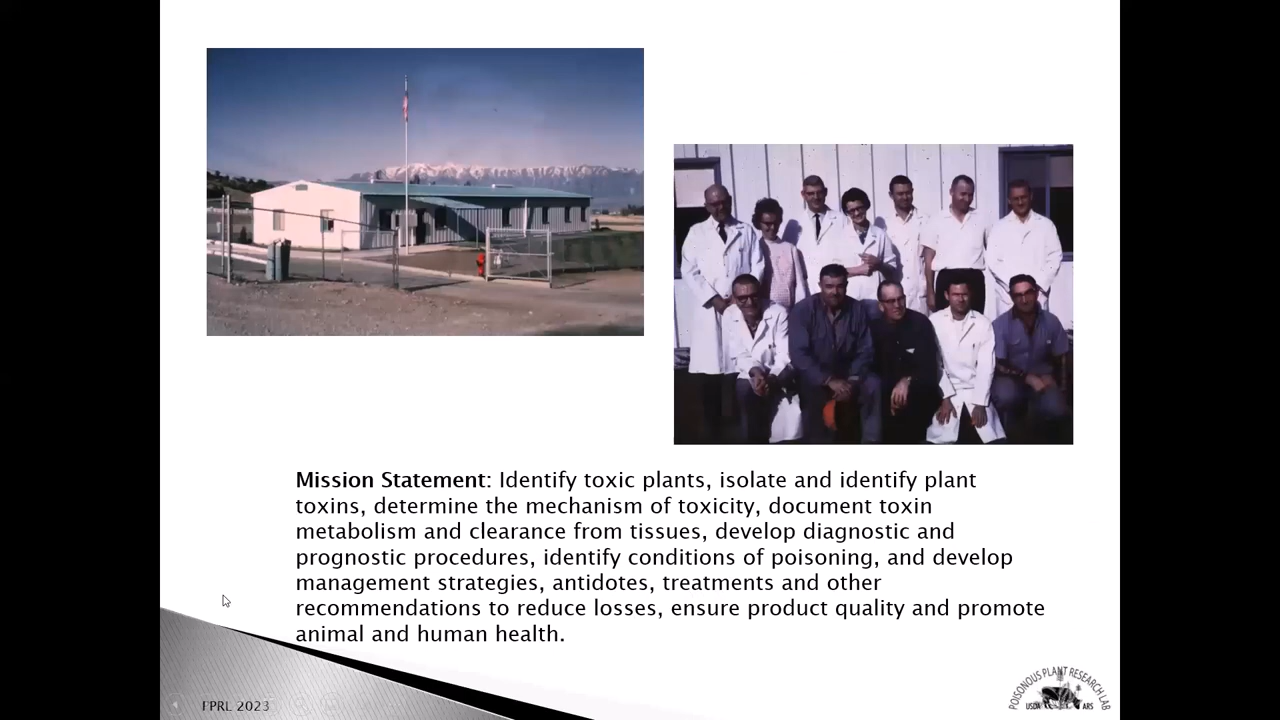 Mission Statement: Identify toxic plants, isolate and identify plant
toxins, determine the mechanism of toxicity, document toxin
metabolism and clearance from tissues, develop diagnostic and
prognostic procedures, identify conditions of poisoning, and develop
management strategies, antidotes, treatments and other
recommendations to reduce losses, ensure product quality and promote
animal and human health.
PPRL 2023
POISONOUS PLANT RESEARCH LAB
USDA ARS